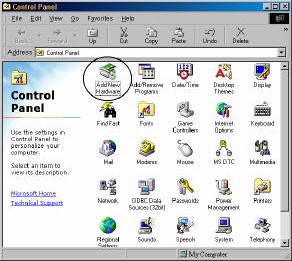 Control Panel
File Edit View Go Favorites Help
Back Forward Up Cut Copy Paste Undo Delete
Address Control Panel
Control
Panel
Use the settings in
Control Panel to
personalize your
computer.
Select an item to
view its description.
Microsoft Home
Technical Support
Add New
Hardware
Add/Remove
Programs
Date/Time
Desktop
Themes
Display
Find Fast
Fonts
Game
Controllers
Internet
Options
Keyboard
Mail
Modems
Mouse
MS DTC
Multimedia
Network
ODBC Data
Sources (32bit)
Passwords
Power
Management
Printers
Regional
Settings
Sounds
Speech
System
Telephony
My Computer